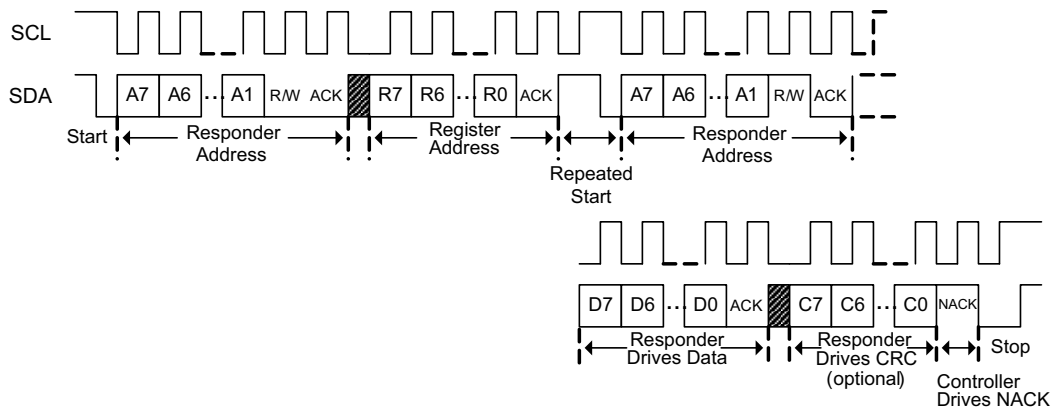 SCL
SDA
A7 A6 ... A1 R/W ACK R7 R6 ... R0 ACK A7 A6 ... A1 R/W ACK
Start
Responder
Address
Register
Address
Repeated
Start
Responder
Address
D7 D6 ... D0 ACK C7 C6 ... C0 NACK
Responder
Drives Data
Responder
Drives CRC
(optional)
Stop
Controller
Drives NACK